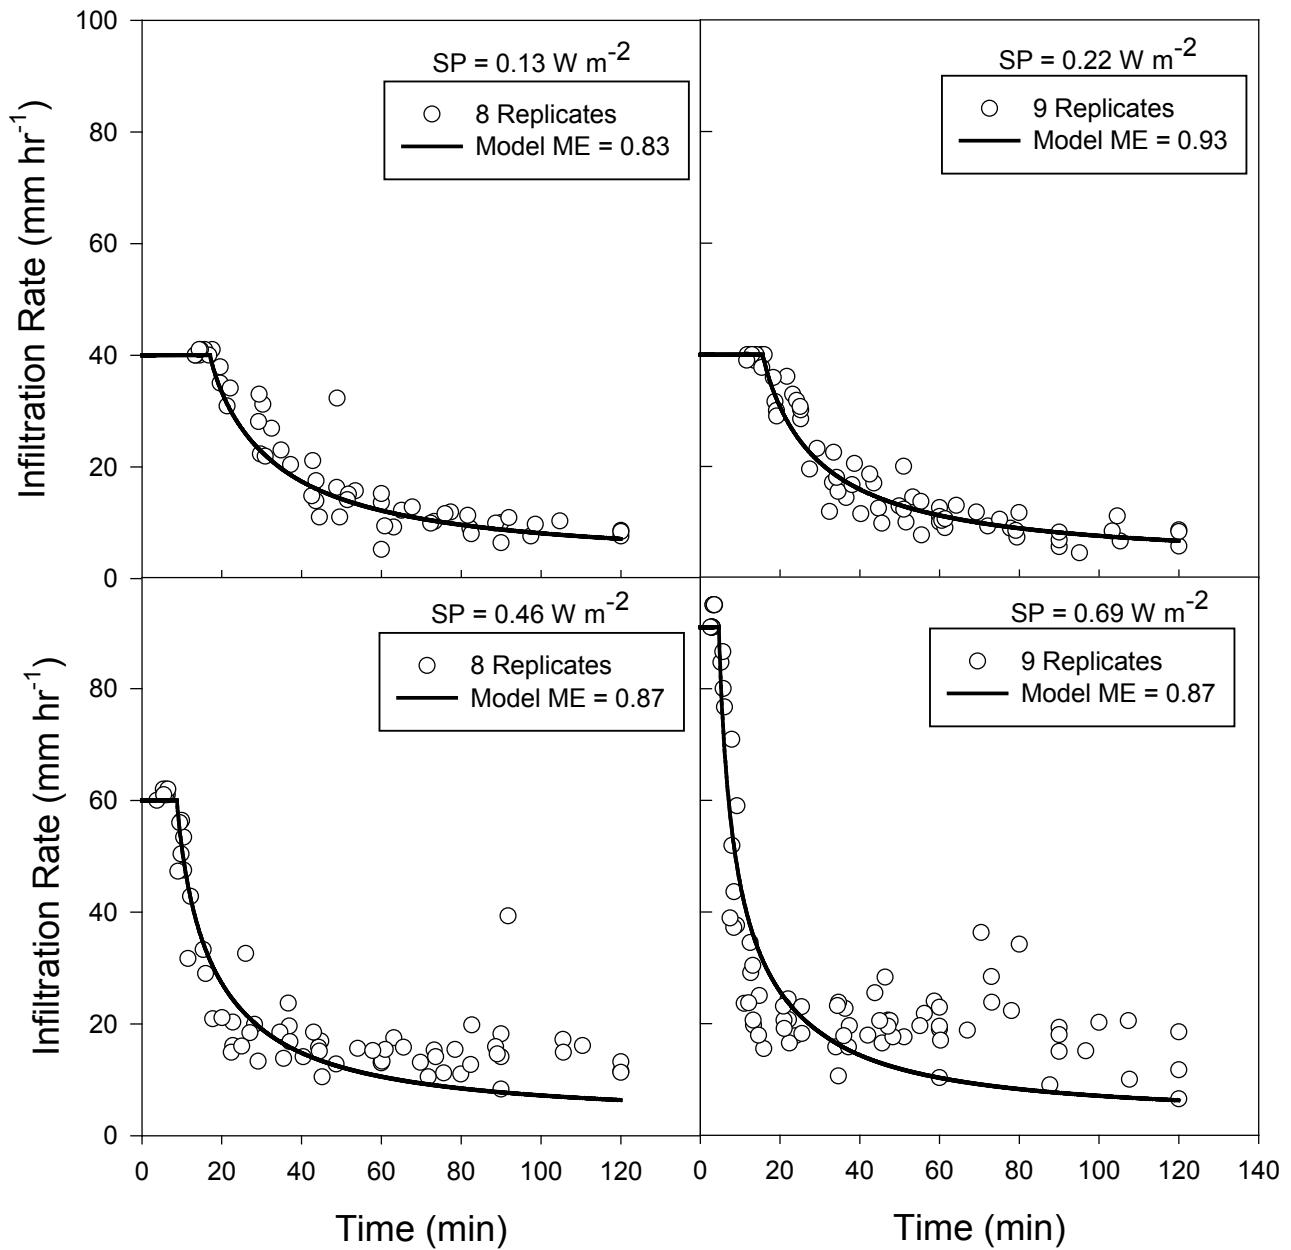 100
80
60
40
20
0
Infiltration Rate (mm hr-1)
SP = 0.13 W m-2
8 Replicates
Model ME = 0.83
SP = 0.22 W m-2
9 Replicates
Model ME = 0.93
80
60
40
20
0
Infiltration Rate (mm hr-1)
SP = 0.46 W m-2
8 Replicates
Model ME = 0.87
SP = 0.69 W m-2
9 Replicates
Model ME = 0.87
0 20 40 60 80 100 120
0 20 40 60 80 100 120 140
Time (min)
Time (min)